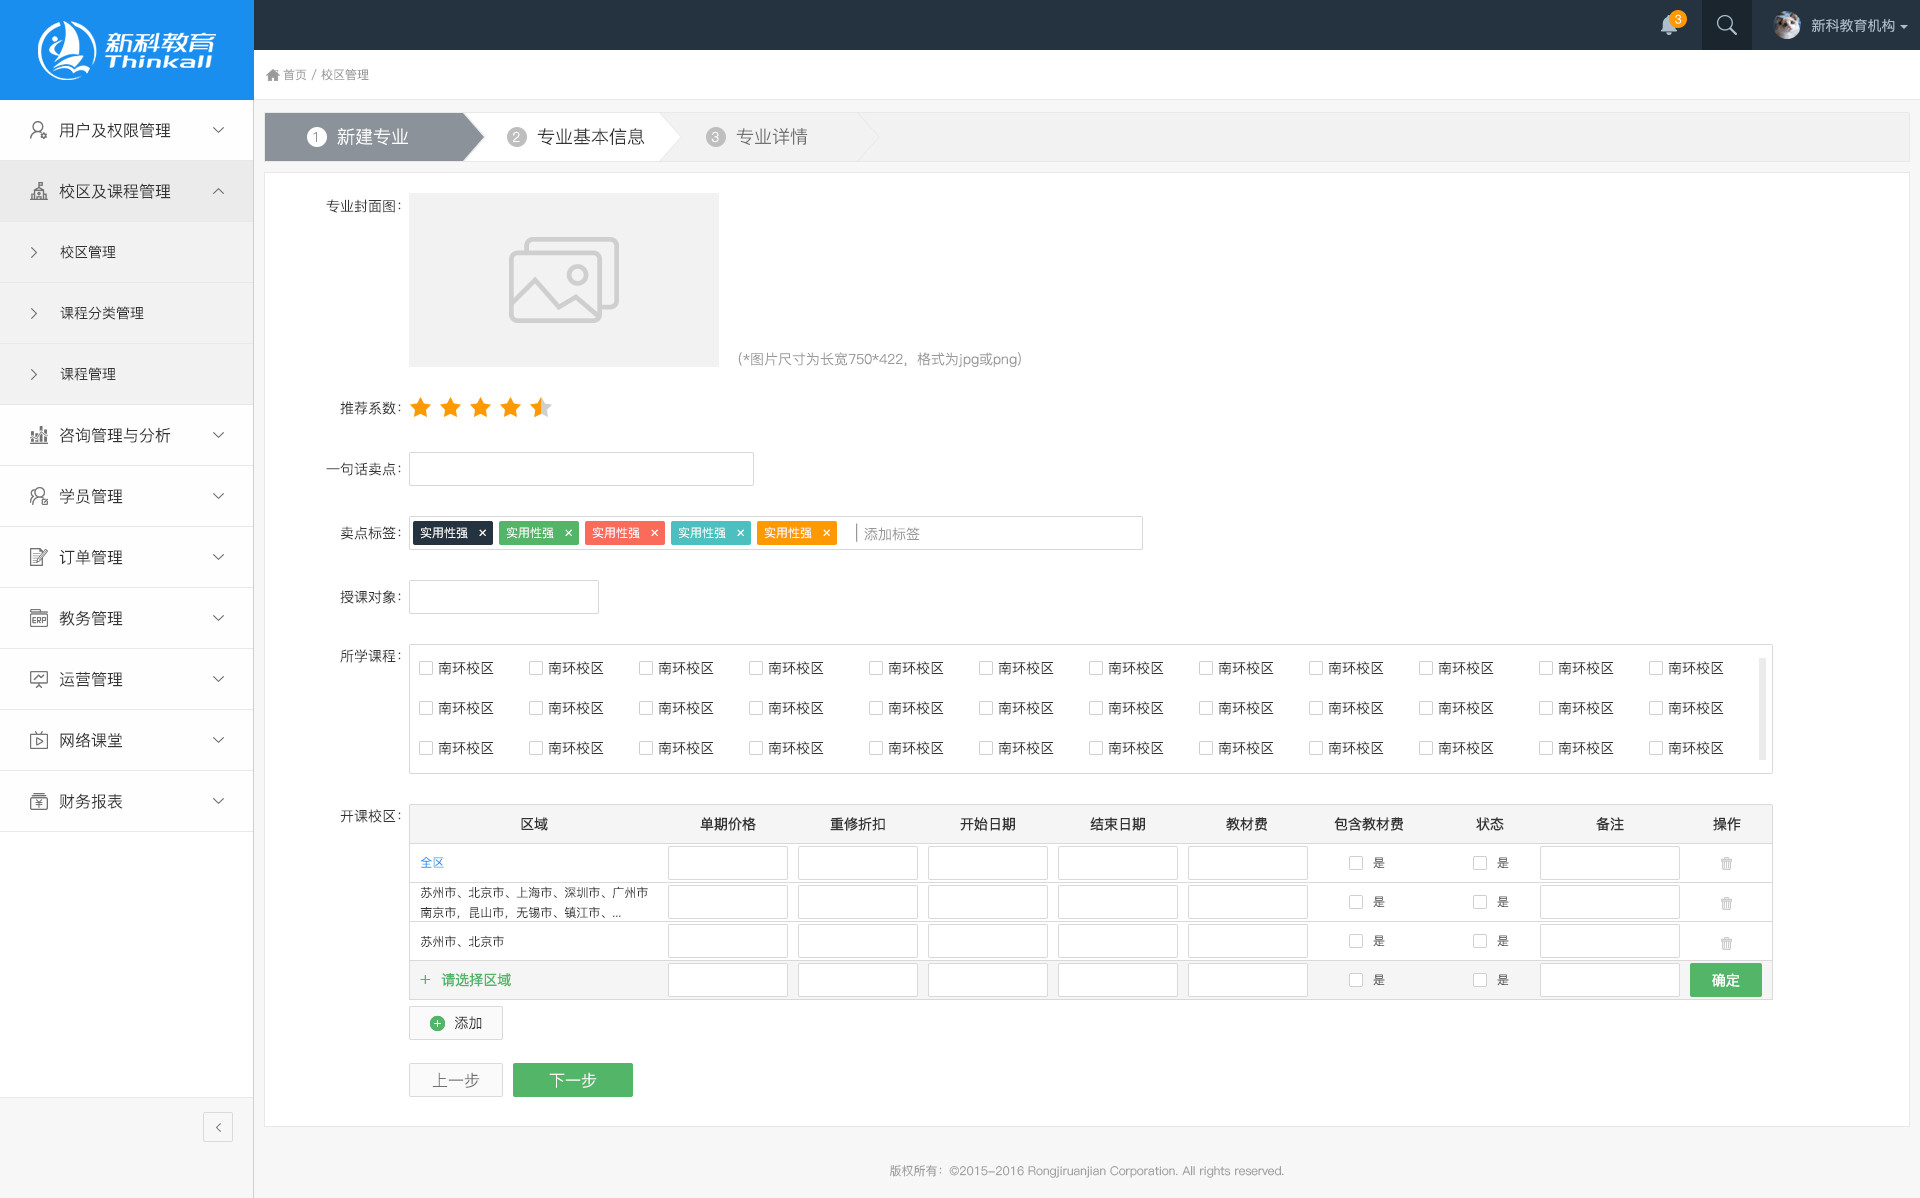 新科教育
Thinkall
3
新科教育机构
首页 / 校区管理
用户及权限管理
校区及课程管理
校区管理
课程分类管理
课程管理
咨询管理与分析
学员管理
订单管理
ERP 教务管理
运营管理
网络课堂
财务报表
1 新建专业 2 专业基本信息 3 专业详情
专业封面图：
(*图片尺寸为长宽750*422，格式为jpg或png)
推荐系数：
一句话卖点：
卖点标签： 实用性强 × 实用性强 × 实用性强 × 实用性强 × 实用性强 × 添加标签
授课对象：
所学课程： 南环校区 南环校区 南环校区 南环校区 南环校区 南环校区 南环校区 南环校区 南环校区 南环校区 南环校区 南环校区
南环校区 南环校区 南环校区 南环校区 南环校区 南环校区 南环校区 南环校区 南环校区 南环校区 南环校区 南环校区
南环校区 南环校区 南环校区 南环校区 南环校区 南环校区 南环校区 南环校区 南环校区 南环校区 南环校区 南环校区
开课校区： 区域 单期价格 重修折扣 开始日期 结束日期 教材费 包含教材费 状态 备注 操作
全区 是 是
苏州市、北京市、上海市、深圳市、广州市
南京市，昆山市，无锡市、镇江市、... 是 是
苏州市、北京市 是 是
+ 请选择区域 是 是 确定
添加
上一步 下一步
版权所有：©2015-2016 Rongjiruanjian Corporation. All rights reserved.